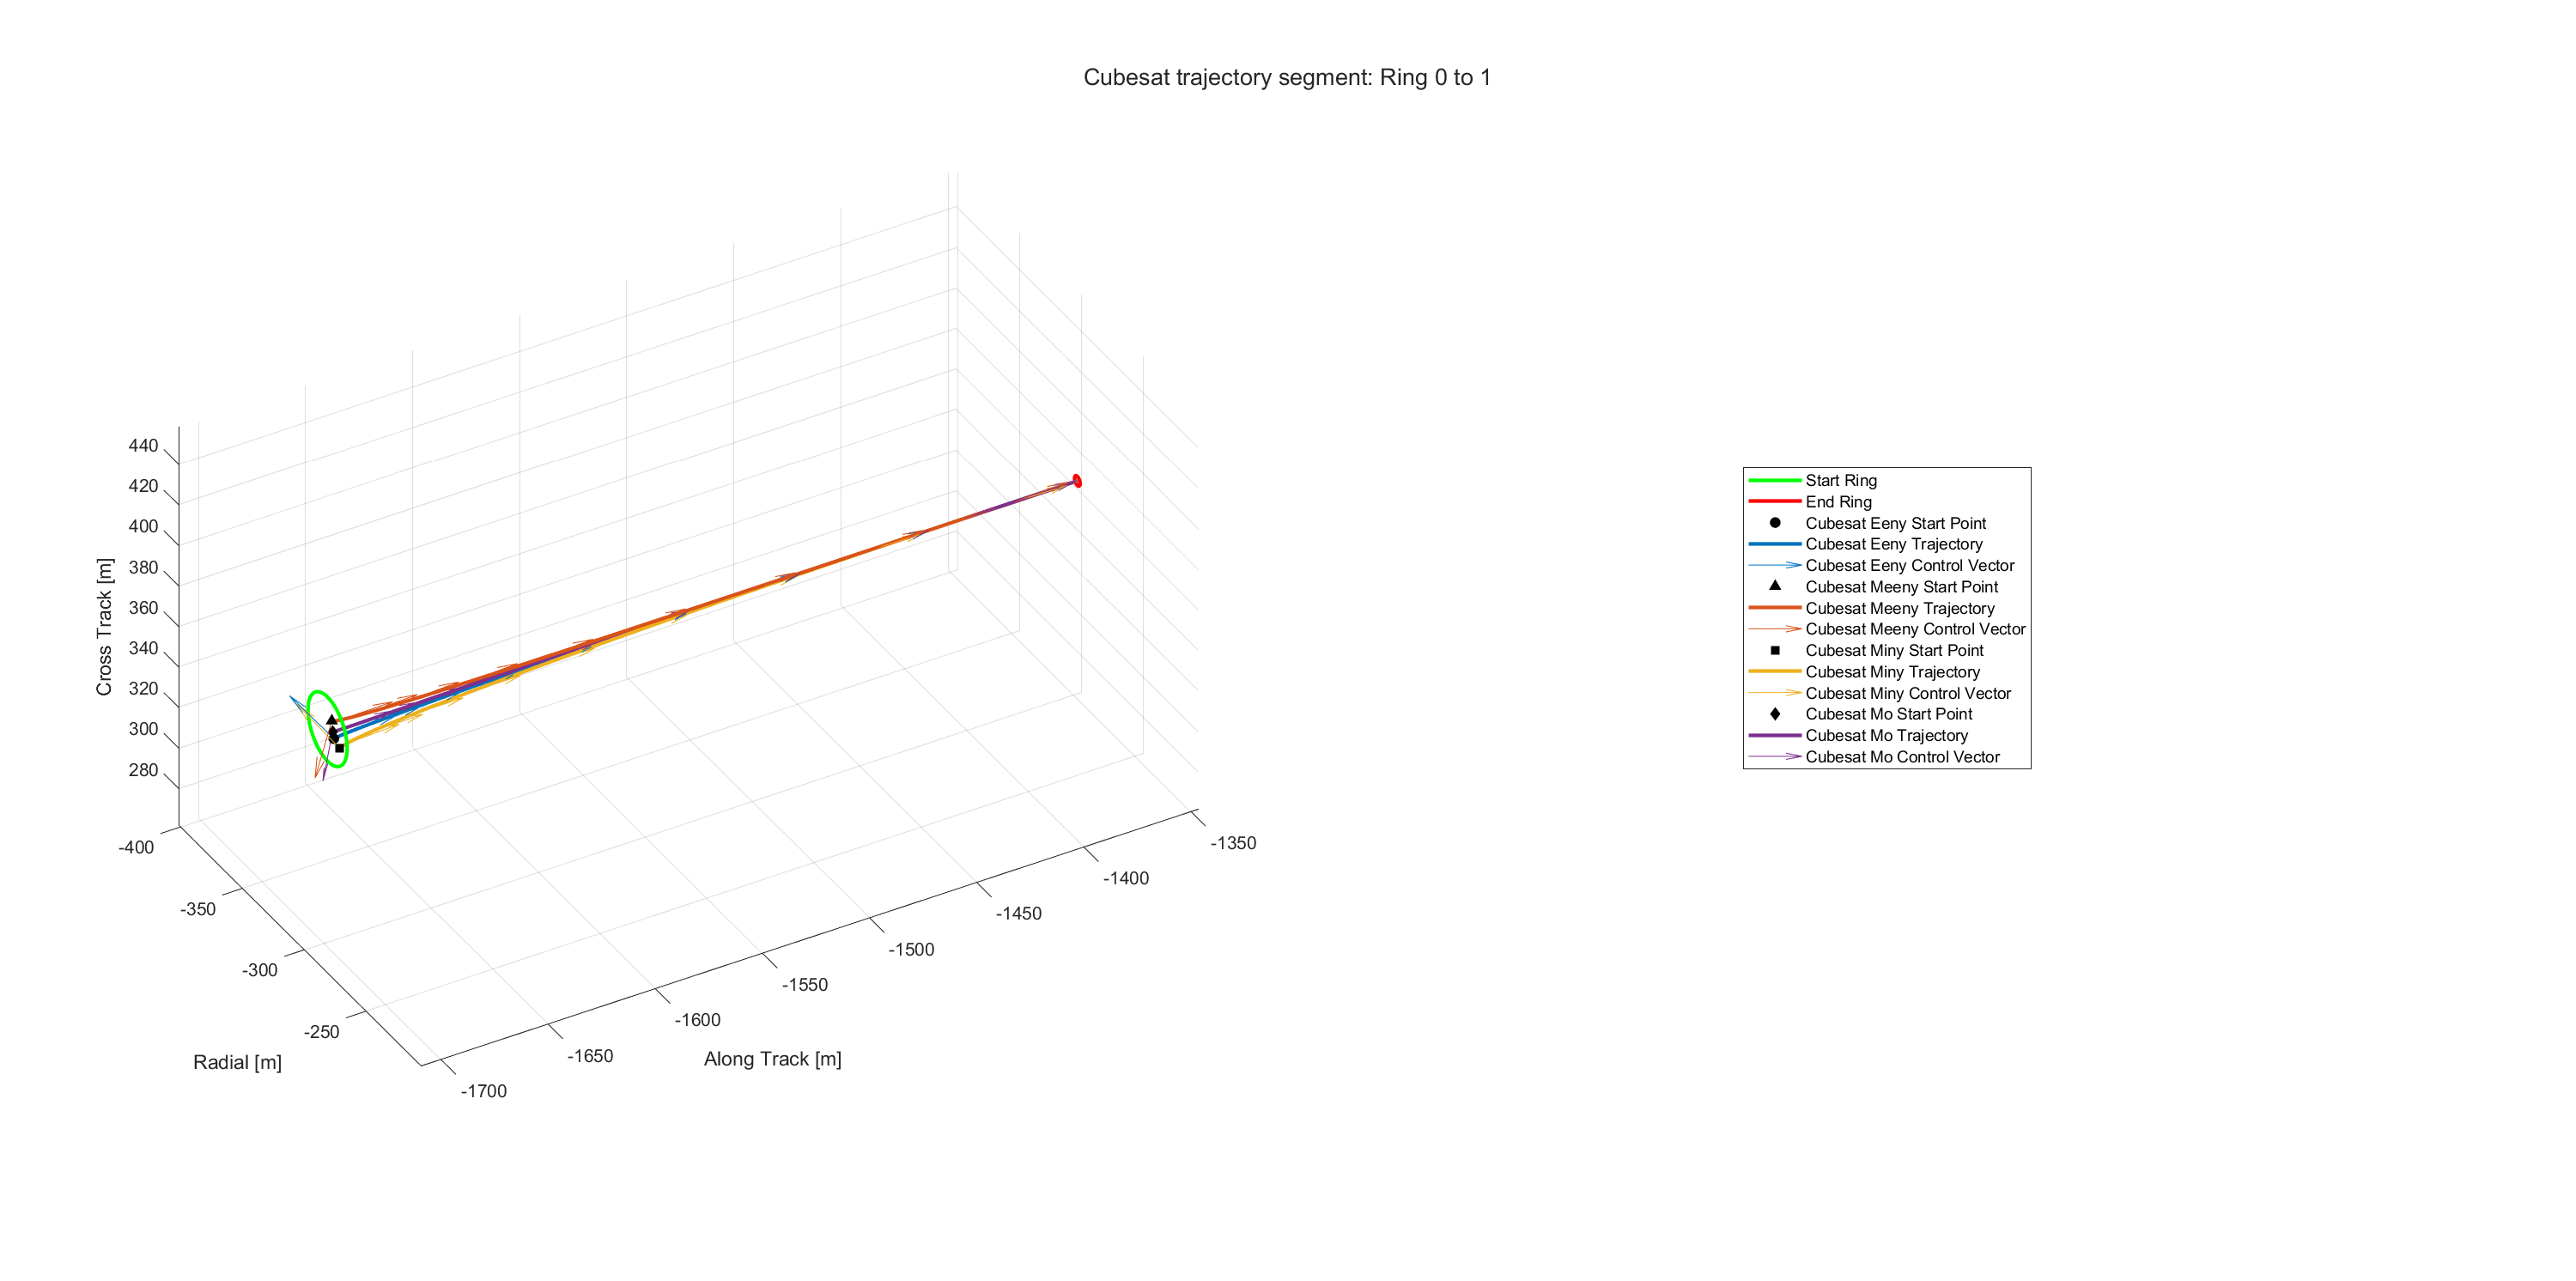 Cubesat trajectory segment: Ring 0 to 1
440
420
400
380
360
340
320
300
280
Cross Track [m]
-400
-350
-300
-250
Radial [m]
-1700
-1650
-1600
-1550
-1500
-1450
-1400
-1350
Along Track [m]
Start Ring
End Ring
Cubesat Eeny Start Point
Cubesat Eeny Trajectory
Cubesat Eeny Control Vector
Cubesat Meeny Start Point
Cubesat Meeny Trajectory
Cubesat Meeny Control Vector
Cubesat Miny Start Point
Cubesat Miny Trajectory
Cubesat Miny Control Vector
Cubesat Mo Start Point
Cubesat Mo Trajectory
Cubesat Mo Control Vector